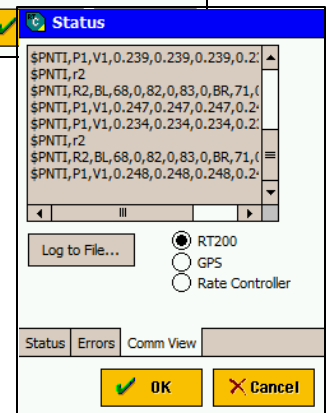 Status
$PNTI,P1,V1,0.239,0.239,0.239,0.2
$PNTI,r2
$PNTI,R2,BL,68,0,82,0,83,0,BR,71,(
$PNTI,P1,V1,0.247,0.247,0.247,0.2
$PNTI,P1,V1,0.234,0.234,0.234,0.2
$PNTI,r2
$PNTI,R2,BL,68,0,82,0,83,0,BR,71,(
$PNTI,P1,V1,0.248,0.248,0.248,0.2
Log to File...
RT200
GPS
Rate Controller
Status Errors Comm View
OK Cancel